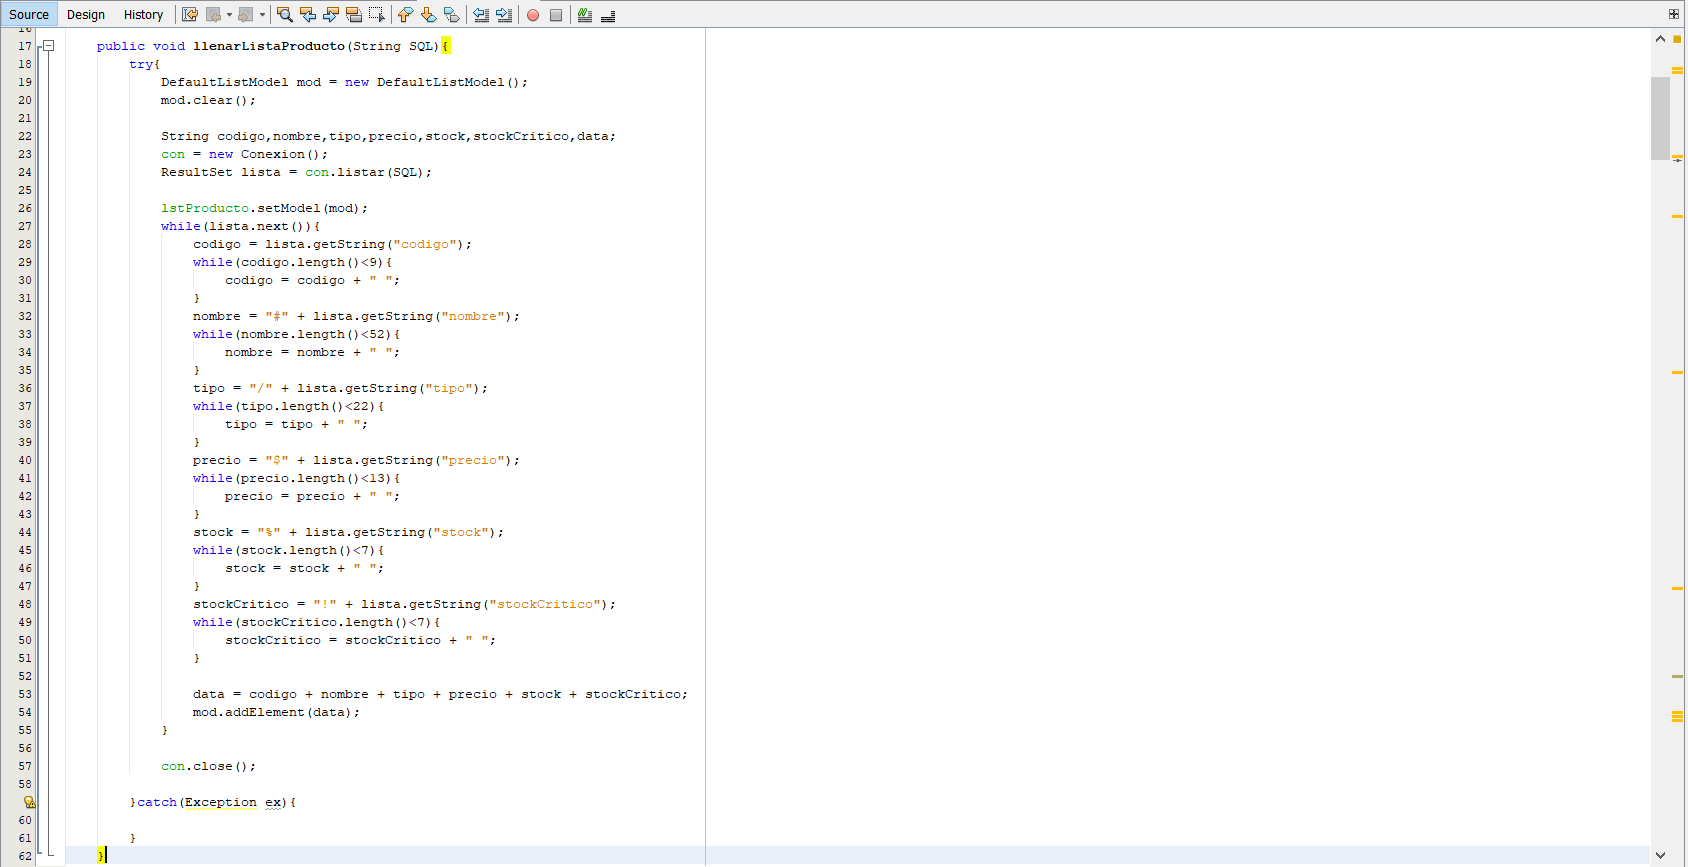 Source Design History
16
17 public void llenarListaProducto(String SQL){
18 try{
19 DefaultListModel mod = new DefaultListModel();
20 mod.clear();
21
22 String codigo,nombre,tipo,precio,stock,stockCritico,data;
23 con = new Conexion();
24 ResultSet lista = con.listar(SQL);
25
26 lstProducto.setModel(mod);
27 while(lista.next()){
28 codigo = lista.getString("codigo");
29 while(codigo.length()<9){
30 codigo = codigo + " ";
31 }
32 nombre = "#" + lista.getString("nombre");
33 while(nombre.length()<52){
34 nombre = nombre + " ";
35 }
36 tipo = "/" + lista.getString("tipo");
37 while(tipo.length()<22){
38 tipo = tipo + " ";
39 }
40 precio = "$" + lista.getString("precio");
41 while(precio.length()<13){
42 precio = precio + " ";
43 }
44 stock = "%" + lista.getString("stock");
45 while(stock.length()<7){
46 stock = stock + " ";
47 }
48 stockCritico = "!" + lista.getString("stockCritico");
49 while(stockCritico.length()<7){
50 stockCritico = stockCritico + " ";
51 }
52
53 data = codigo + nombre + tipo + precio + stock + stockCritico;
54 mod.addElement(data);
55 }
56
57 con.close();
58
}catch(Exception ex){
60
61 }
62 }